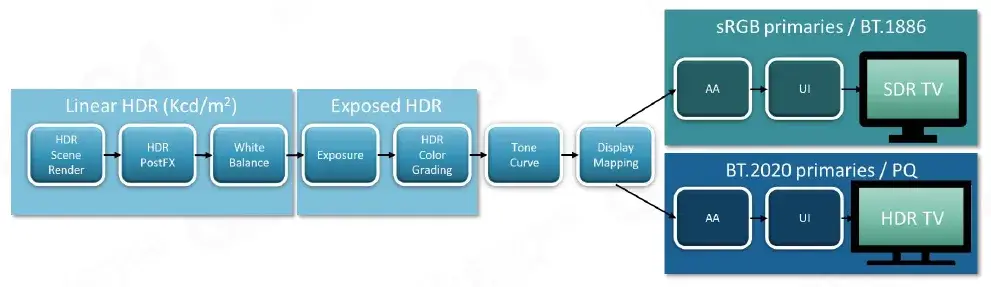 sRGB primaries / BT.1886
AA
UI
SDR TV
Linear HDR (Kcd/m²)
Exposed HDR
HDR
Scene
Render
HDR
PostFX
White
Balance
Exposure
HDR
Color
Grading
Tone
Curve
Display
Mapping
BT.2020 primaries / PQ
AA
UI
HDR TV